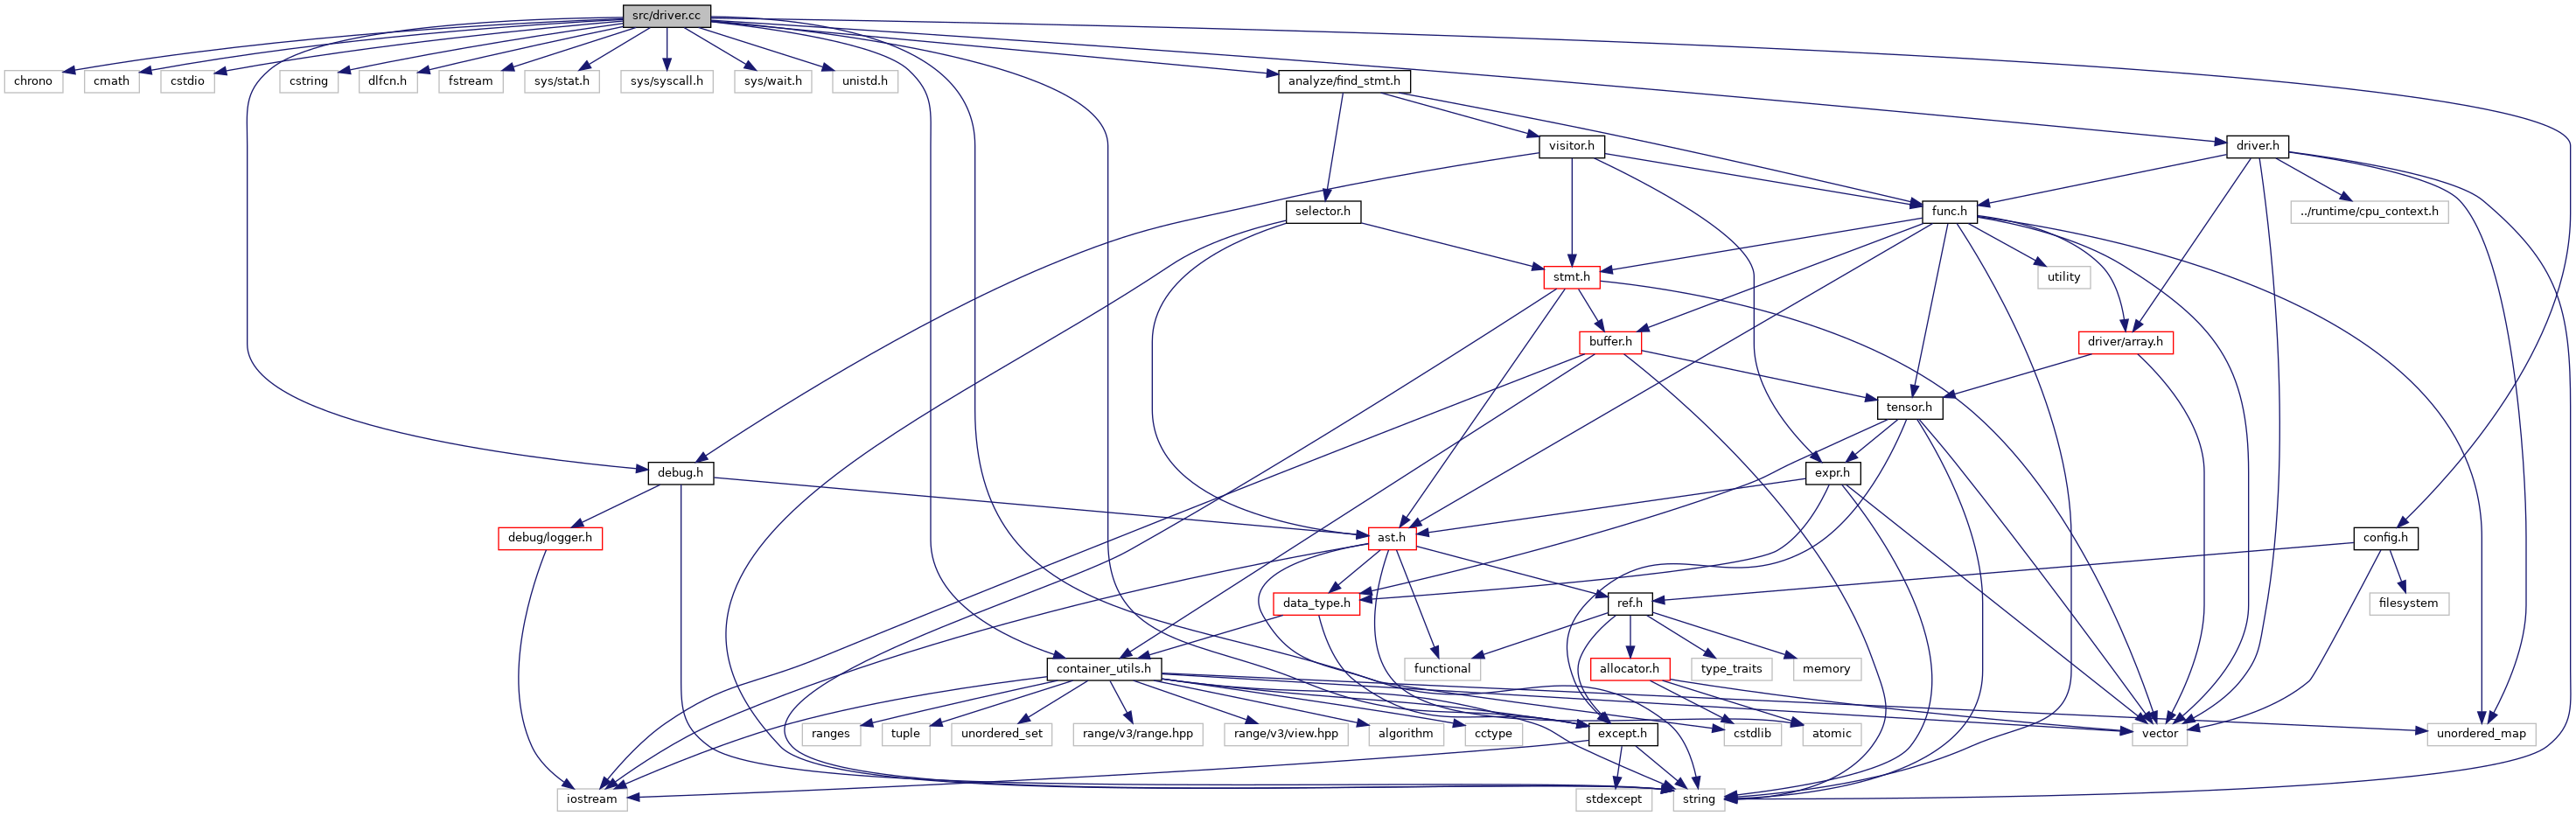 src/driver.cc
chrono
cmath
cstdio
cstring
dlfcn.h
fstream
sys/stat.h
sys/syscall.h
sys/wait.h
unistd.h
analyze/find_stmt.h
visitor.h
driver.h
selector.h
func.h
../runtime/cpu_context.h
stmt.h
utility
buffer.h
driver/array.h
tensor.h
debug.h
expr.h
debug/logger.h
ast.h
config.h
data_type.h
ref.h
filesystem
container_utils.h
functional
allocator.h
type_traits
memory
ranges
tuple
unordered_set
range/v3/range.hpp
range/v3/view.hpp
algorithm
cctype
except.h
cstdlib
atomic
vector
unordered_map
iostream
stdexcept
string